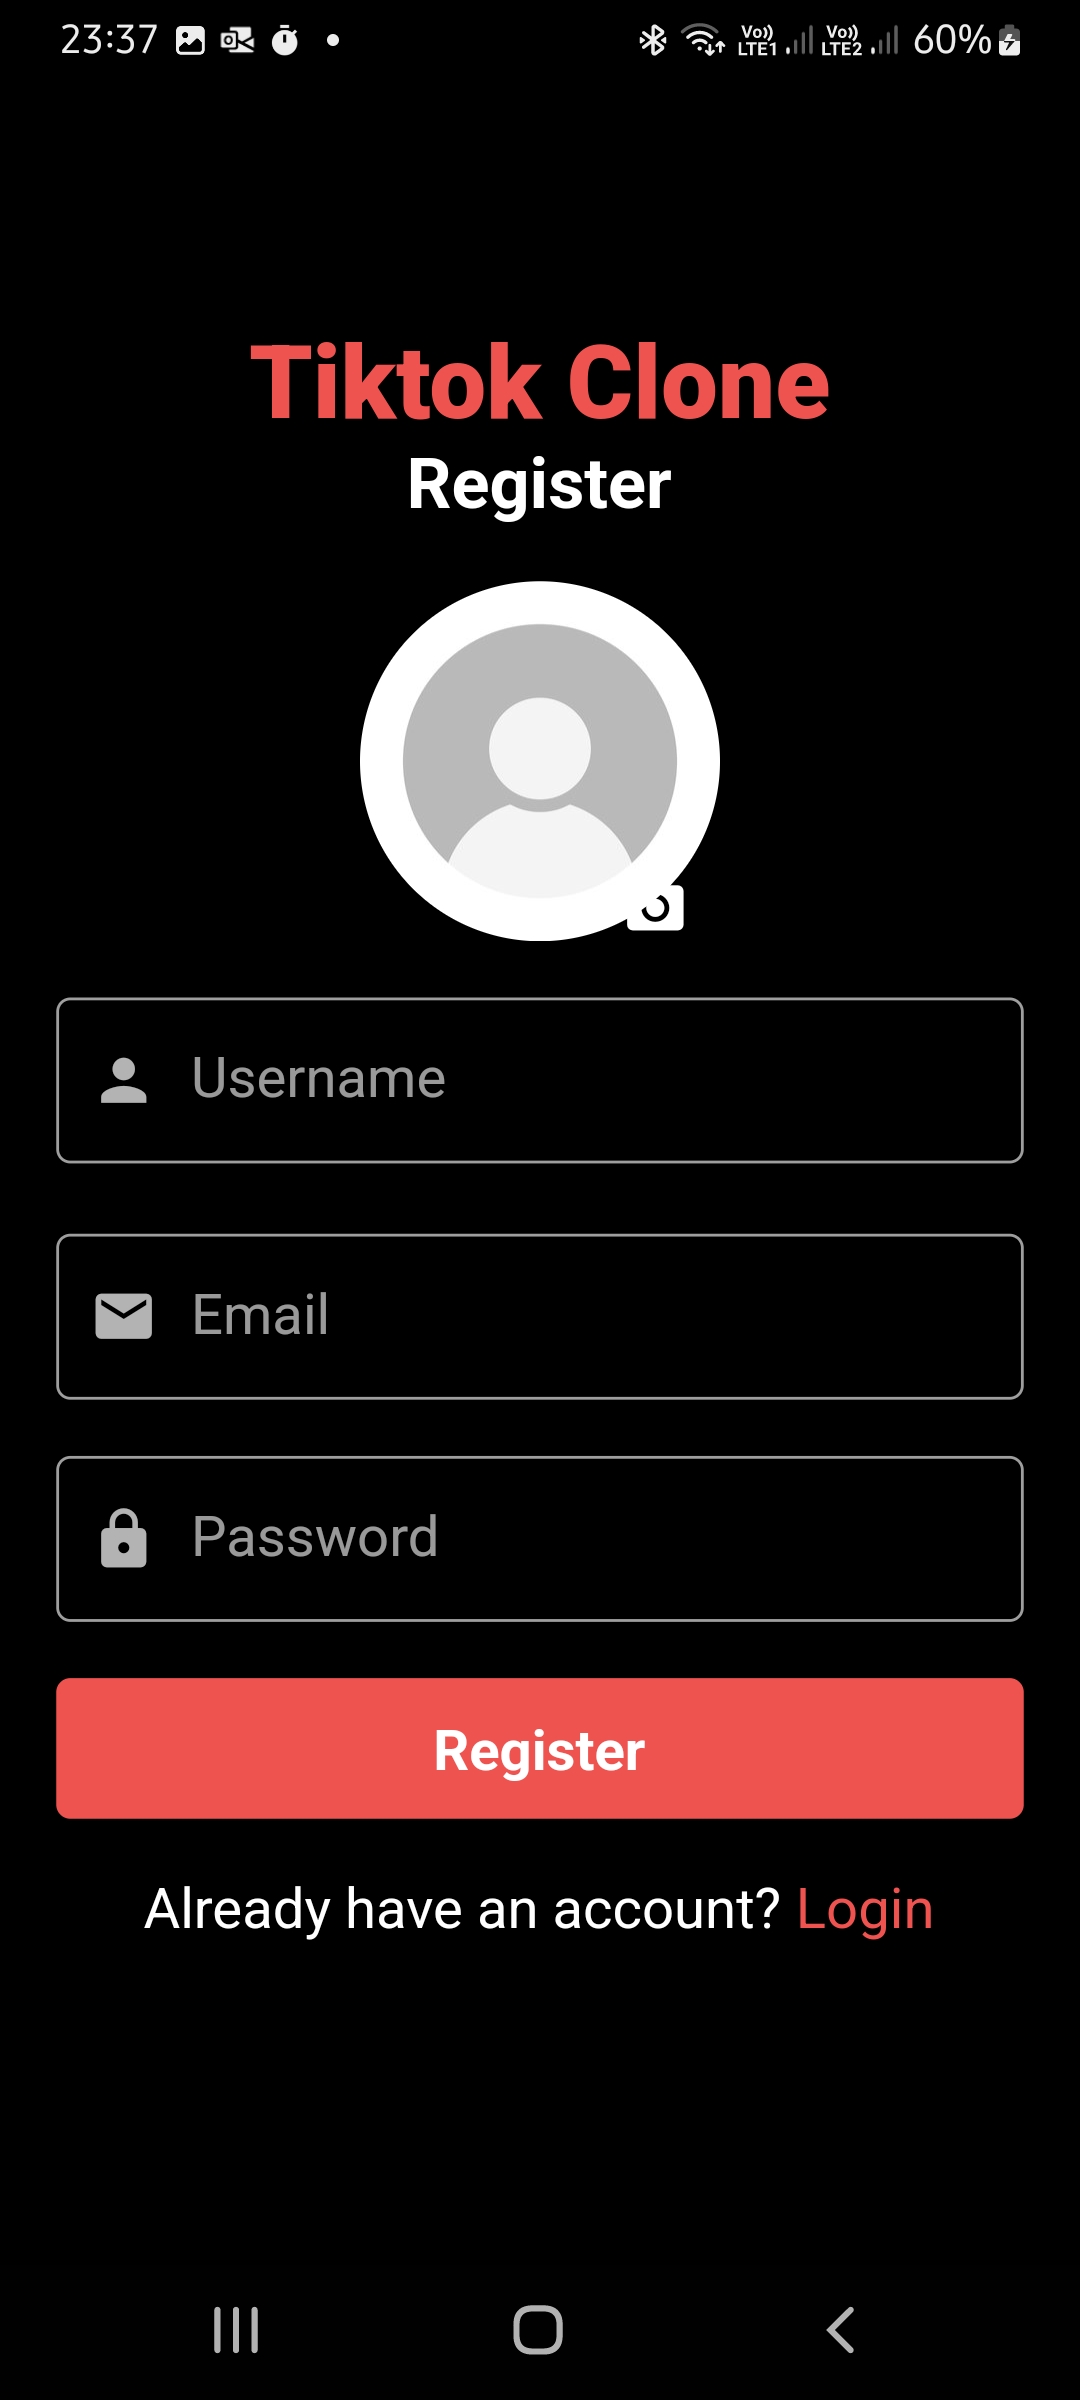 23:37 Vo)) LTE1 Vo)) LTE2 60%
Tiktok Clone
Register
Username
Email
Password
Register
Already have an account? Login